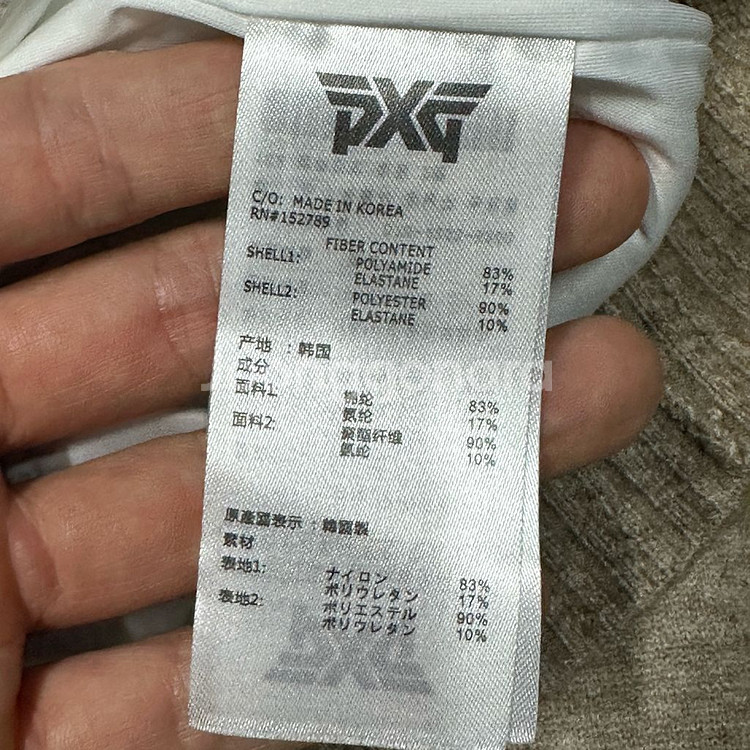 PXG
C/O: MADE IN KOREA
RN#152789
FIBER CONTENT
SHELL1: POLYAMIDE 83%
ELASTANE 17%
SHELL2: POLYESTER 90%
ELASTANE 10%
产地 : 韩国
成分
面料1: 锦纶 83%
氨纶 17%
面料2: 聚酯纤维 90%
氨纶 10%
原產國表示 : 韓國製
素材
表地1: ナイロン 83%
ポリウレタン 17%
表地2: ポリエステル 90%
ポリウレタン 10%